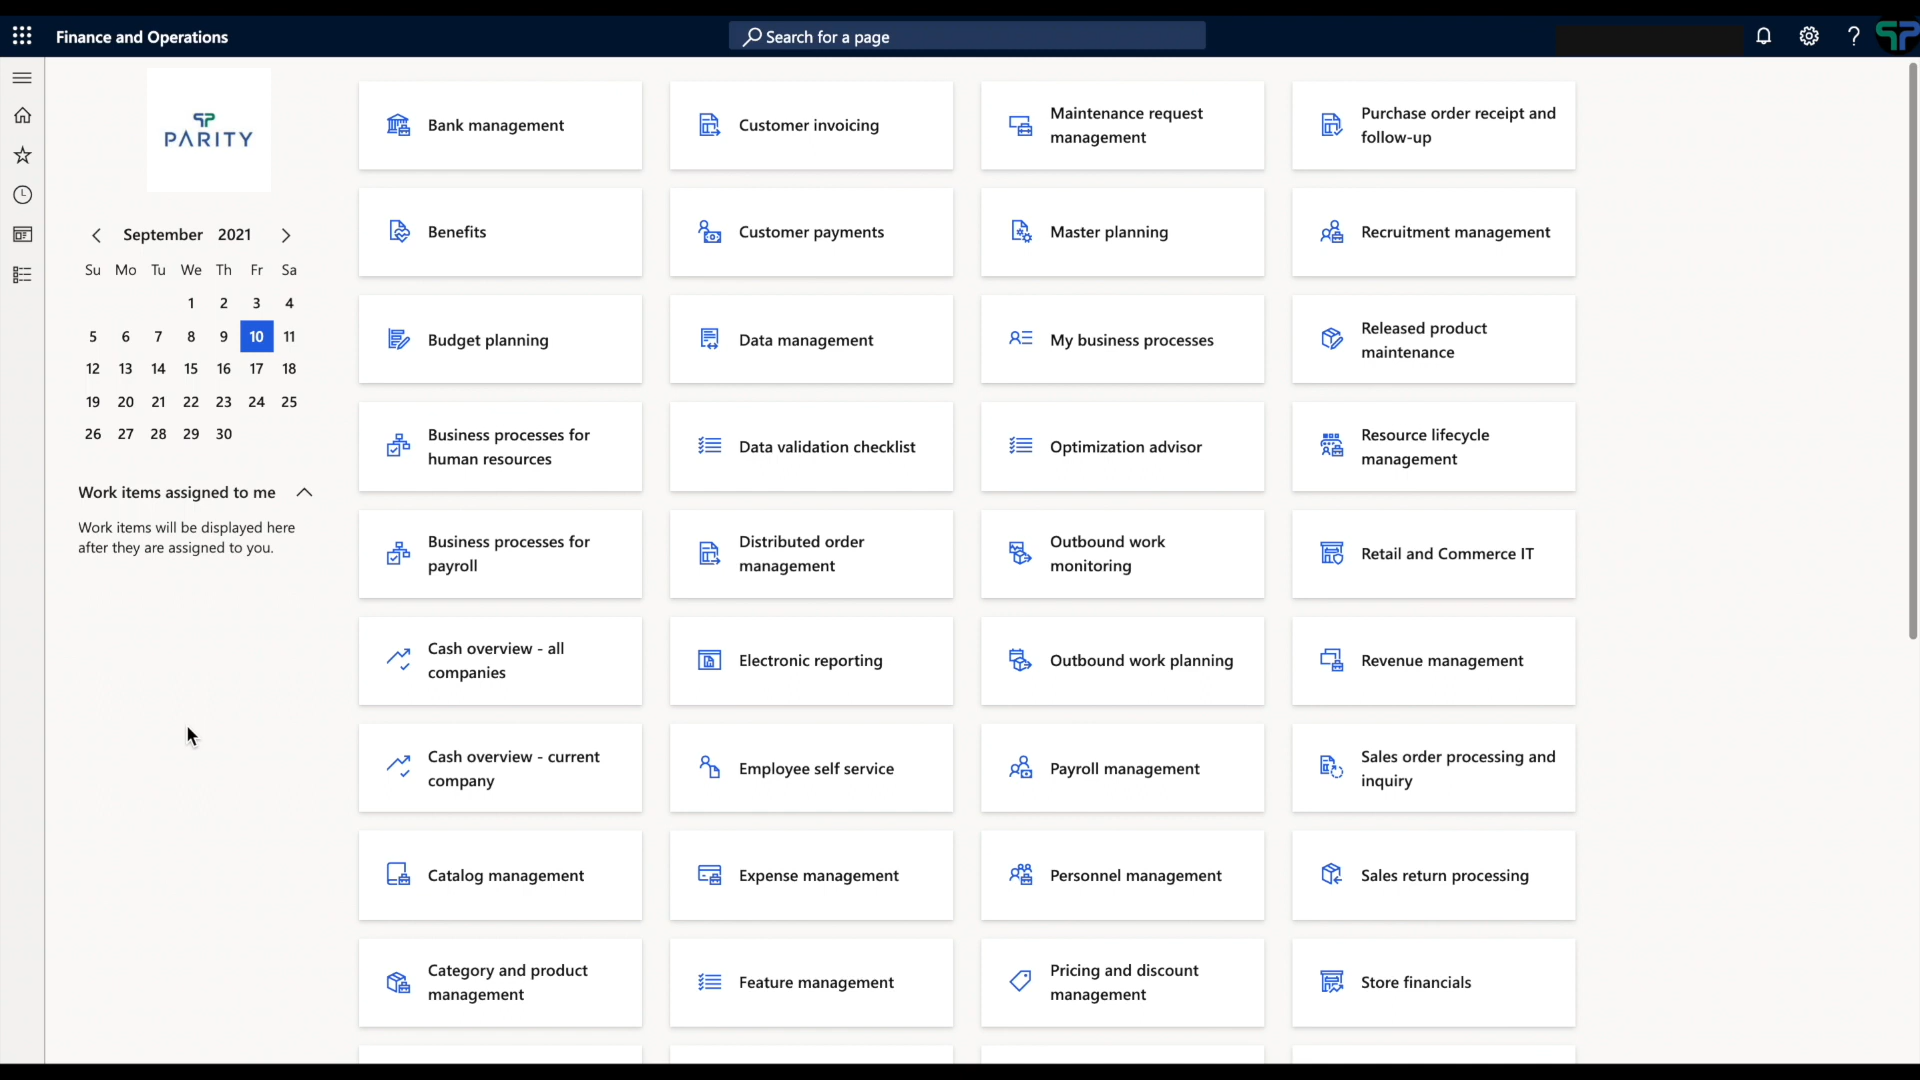 Finance and Operations
Search for a page
?
PARITY
September 2021
Su Mo Tu We Th Fr Sa
1 2 3 4
5 6 7 8 9 10 11
12 13 14 15 16 17 18
19 20 21 22 23 24 25
26 27 28 29 30
Work items assigned to me
Work items will be displayed here
after they are assigned to you.
Bank management
Customer invoicing
Maintenance request
management
Purchase order receipt and
follow-up
Benefits
Customer payments
Master planning
Recruitment management
Budget planning
Data management
My business processes
Released product
maintenance
Business processes for
human resources
Data validation checklist
Optimization advisor
Resource lifecycle
management
Business processes for
payroll
Distributed order
management
Outbound work
monitoring
Retail and Commerce IT
Cash overview - all
companies
Electronic reporting
Outbound work planning
Revenue management
Cash overview - current
company
Employee self service
Payroll management
Sales order processing and
inquiry
Catalog management
Expense management
Personnel management
Sales return processing
Category and product
management
Feature management
Pricing and discount
management
Store financials